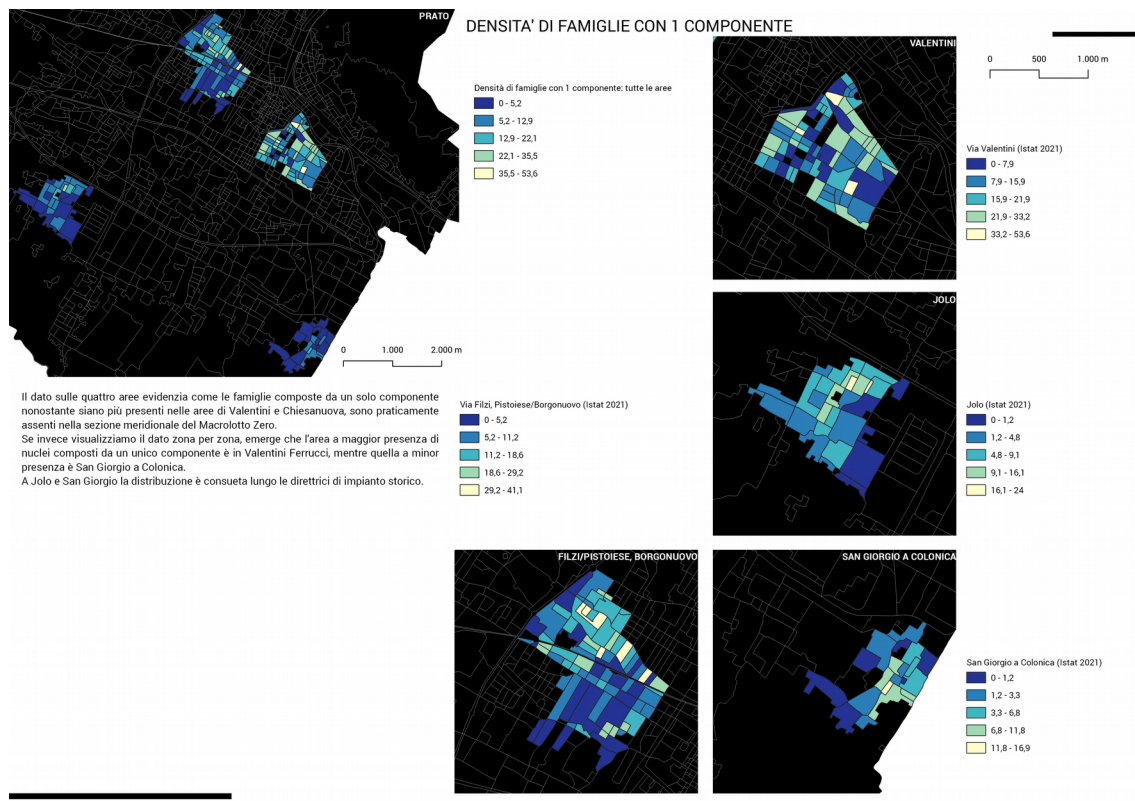 PRATO
DENSITA' DI FAMIGLIE CON 1 COMPONENTE
VALENTINI
0 500 1.000 m
Densità di famiglie con 1 componente: tutte le aree
0 - 5,2
5,2 - 12,9
12,9 - 22,1
22,1 - 35,5
35,5 - 53,6
Via Valentini (Istat 2021)
0 - 7,9
7,9 - 15,9
15,9 - 21,9
21,9 - 33,2
33,2 - 53,6
0 1.000 2.000 m
Il dato sulle quattro aree evidenzia come le famiglie composte da un solo componente
nonostante siano più presenti nelle aree di Valentini e Chiesanuova, sono praticamente
assenti nella sezione meridionale del Macrolotto Zero.
Se invece visualizziamo il dato zona per zona, emerge che l'area a maggior presenza di
nuclei composti da un unico componente è in Valentini Ferrucci, mentre quella a minor
presenza è San Giorgio a Colonica.
A Jolo e San Giorgio la distribuzione è consueta lungo le direttrici di impianto storico.
Via Filzi, Pistoiese/Borgonuovo (Istat 2021)
0 - 5,2
5,2 - 11,2
11,2 - 18,6
18,6 - 29,2
29,2 - 41,1
JOLO
Jolo (Istat 2021)
0 - 1,2
1,2 - 4,8
4,8 - 9,1
9,1 - 16,1
16,1 - 24
FILZI/PISTOIESE, BORGONUOVO
SAN GIORGIO A COLONICA
San Giorgio a Colonica (Istat 2021)
0 - 1,2
1,2 - 3,3
3,3 - 6,8
6,8 - 11,8
11,8 - 16,9